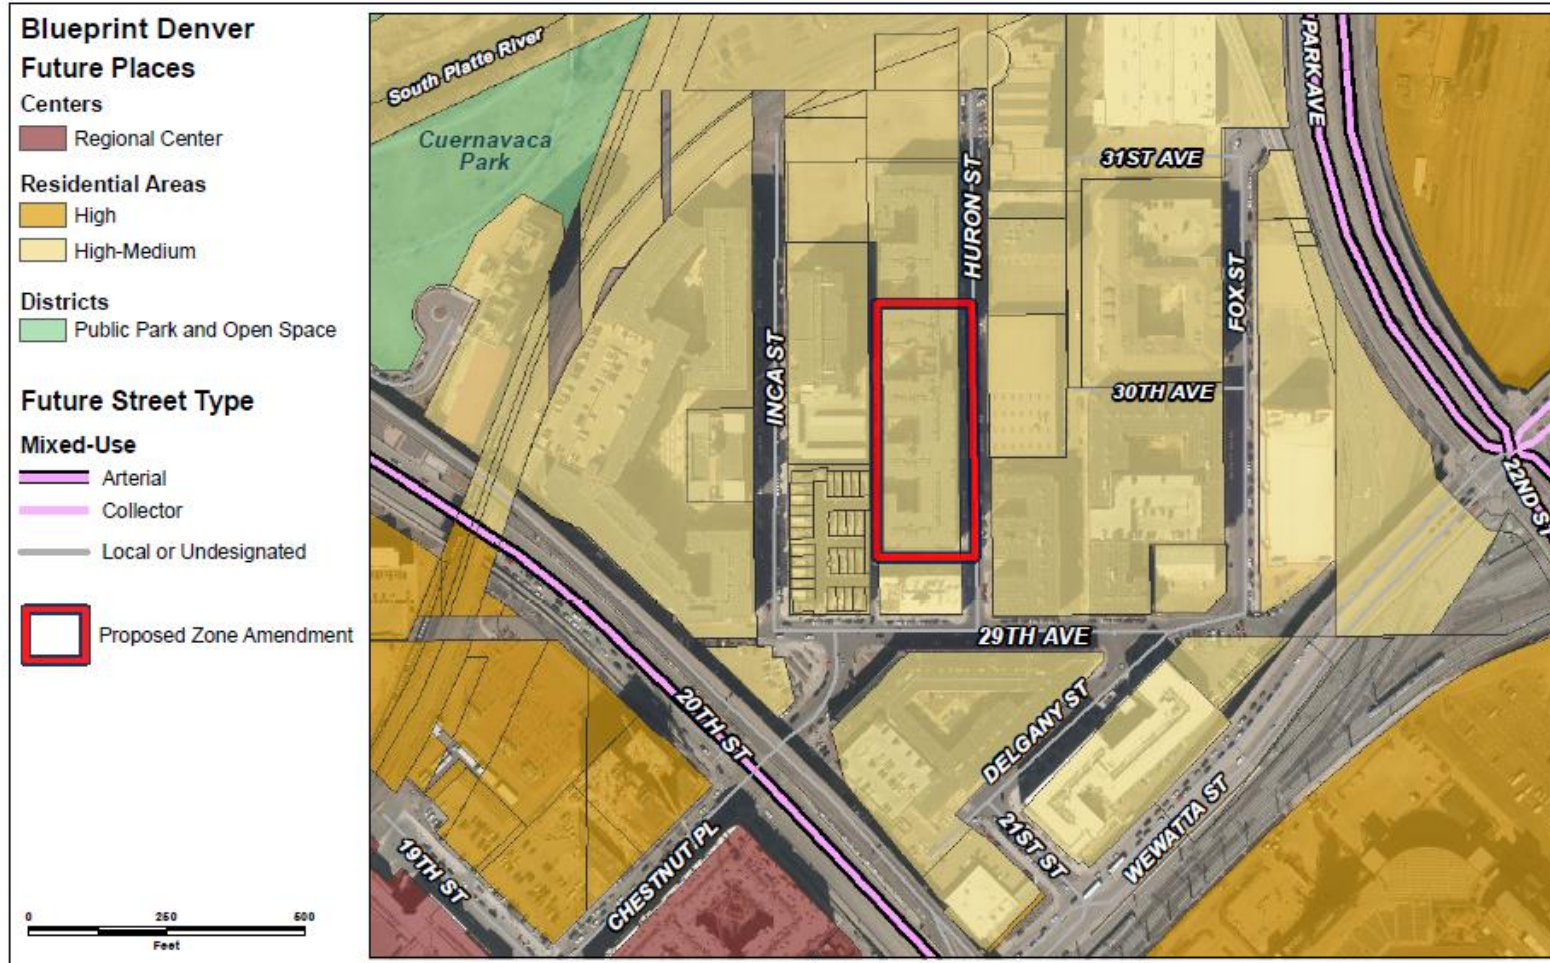 Blueprint Denver
Future Places
Centers
Regional Center
Residential Areas
High
High-Medium
Districts
Public Park and Open Space
Future Street Type
Mixed-Use
Arterial
Collector
Local or Undesignated
Proposed Zone Amendment
0 250 500
Feet
South Platte River
Cuernavaca
Park
PARK AVE
31ST AVE
HURON ST
FOX ST
INCA ST
30TH AVE
22ND ST
29TH AVE
20TH ST
DELGANY ST
21ST ST
WEWATTA ST
CHESTNUT PL
19TH ST